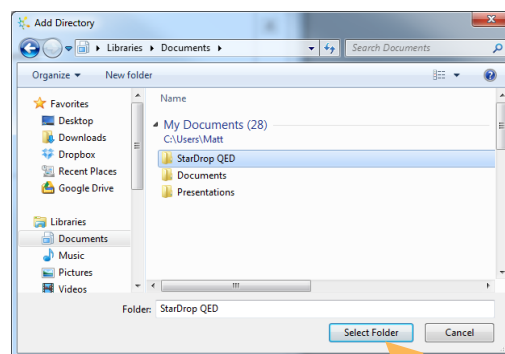 Add Directory
Libraries Documents
Search Documents
Organize New folder
Favorites
Desktop
Downloads
Dropbox
Recent Places
Google Drive
Libraries
Documents
Music
Pictures
Videos
Name
My Documents (28)
C:\Users\Matt
StarDrop QED
Documents
Presentations
Folder: StarDrop QED
Select Folder Cancel